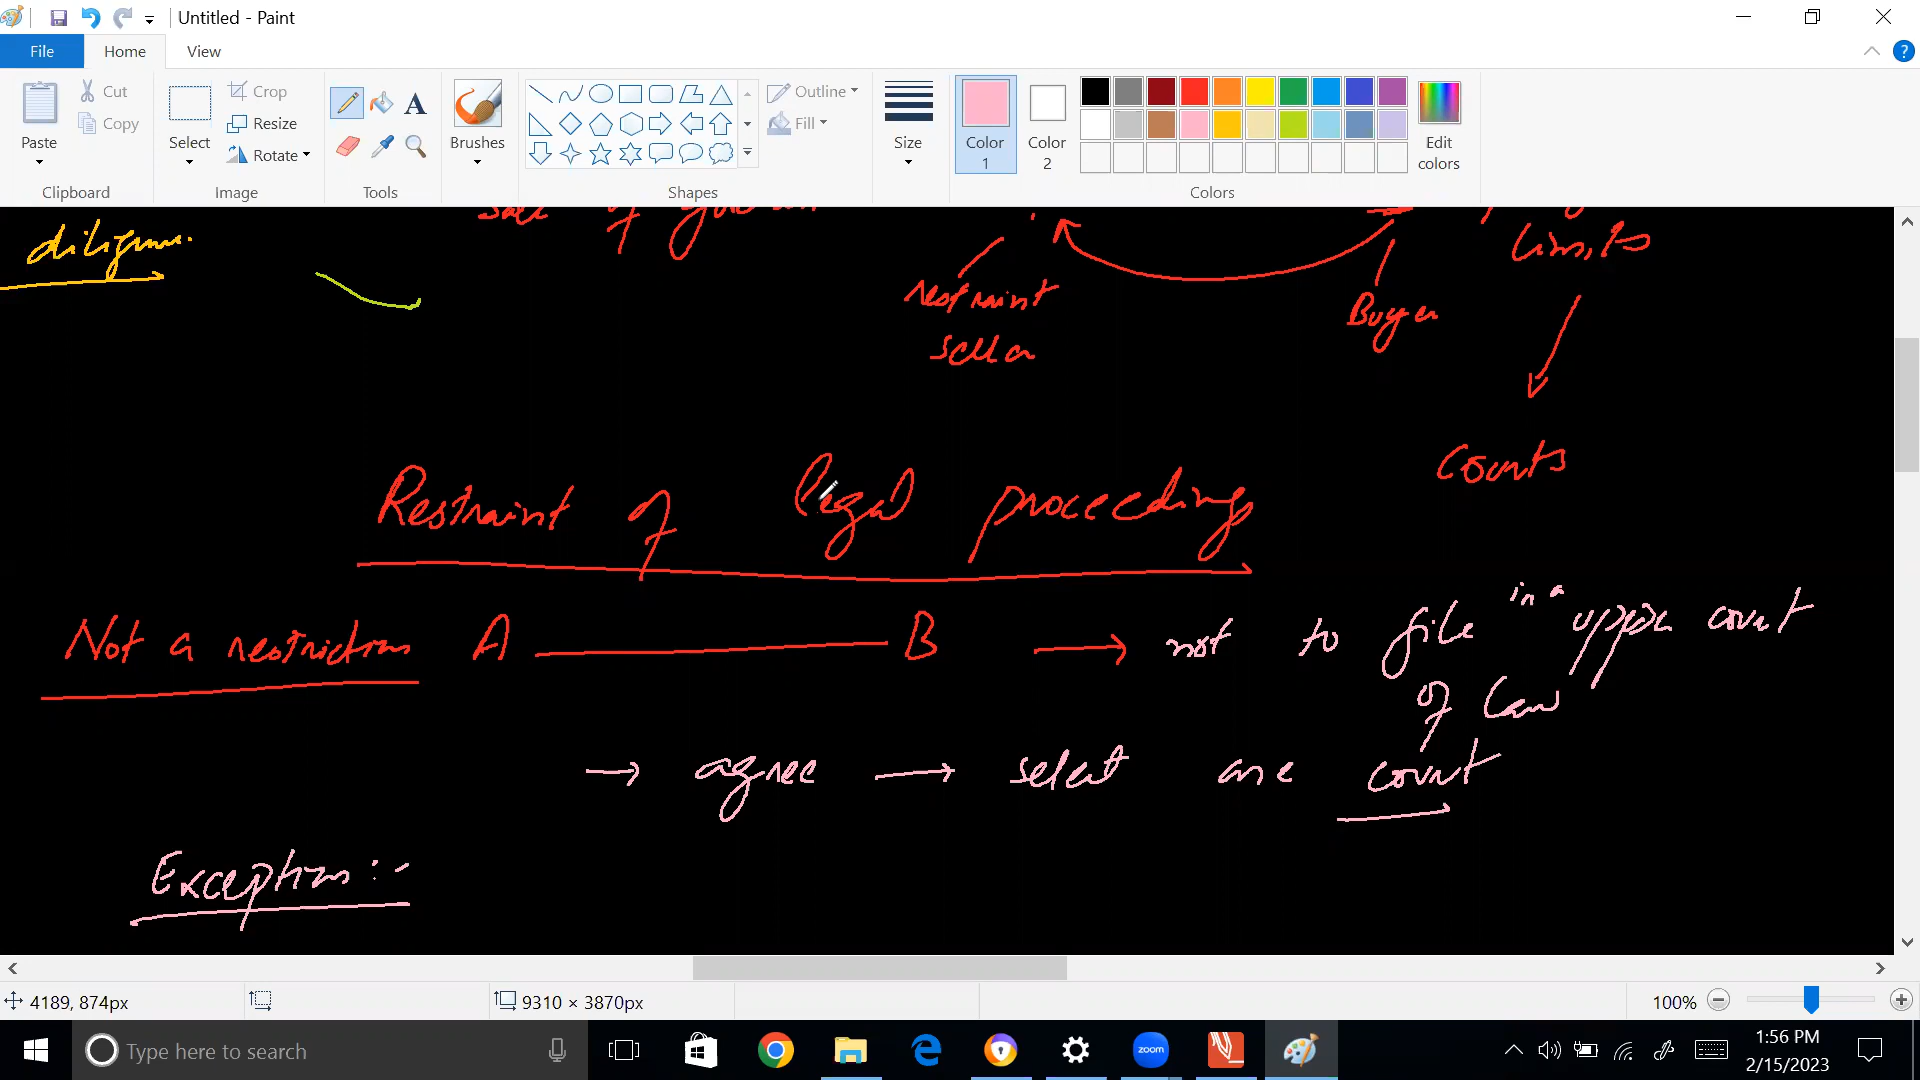 Untitled - Paint
File Home View
Paste Cut Copy Clipboard
Select Crop Resize Rotate Image
Tools
Brushes
Shapes Outline Fill
Size
Color 1
Color 2
Edit colors
Colors
limits
restraint
seller
Buyer
Courts
Restraint of legal proceedings
Not a restriction A B not to file in a upper court
of Law
agree select one court
Exception :-
4189, 874px
9310 × 3870px
100%
Type here to search
zoom
1:56 PM
2/15/2023